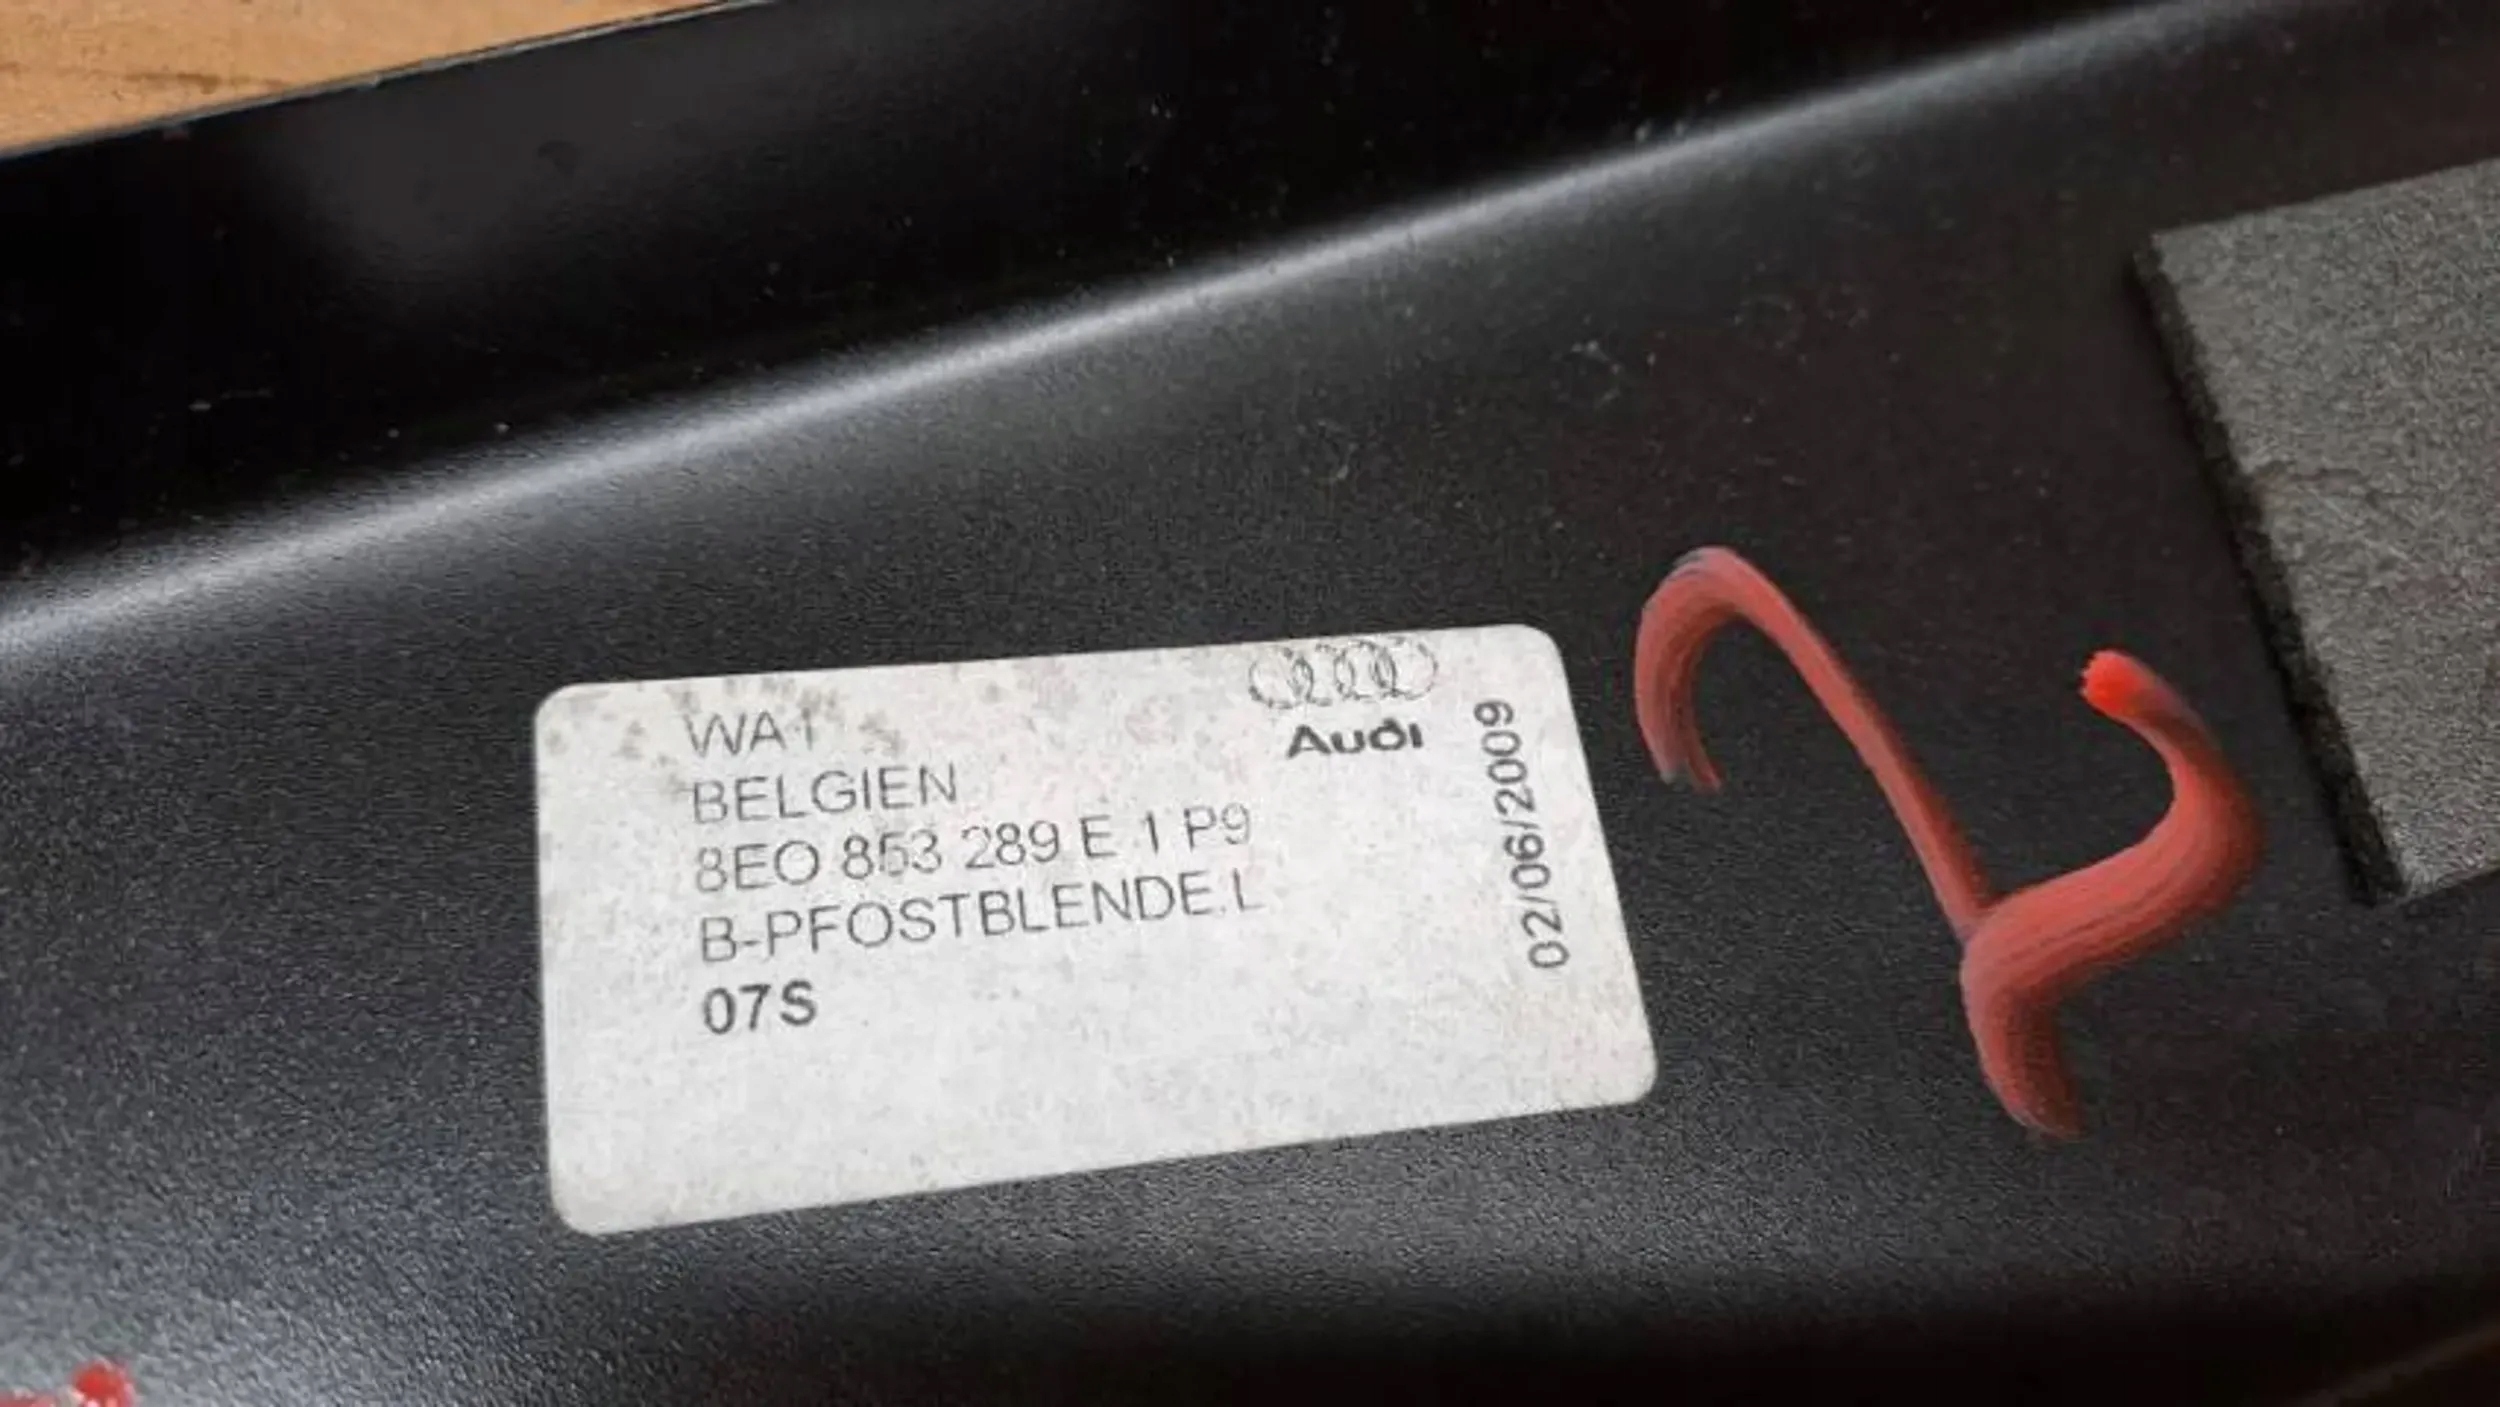 WA1
BELGIEN
8E0 853 289 E 1 P9
B-PFOSTBLENDE.L
07S
Audi
02/06/2009